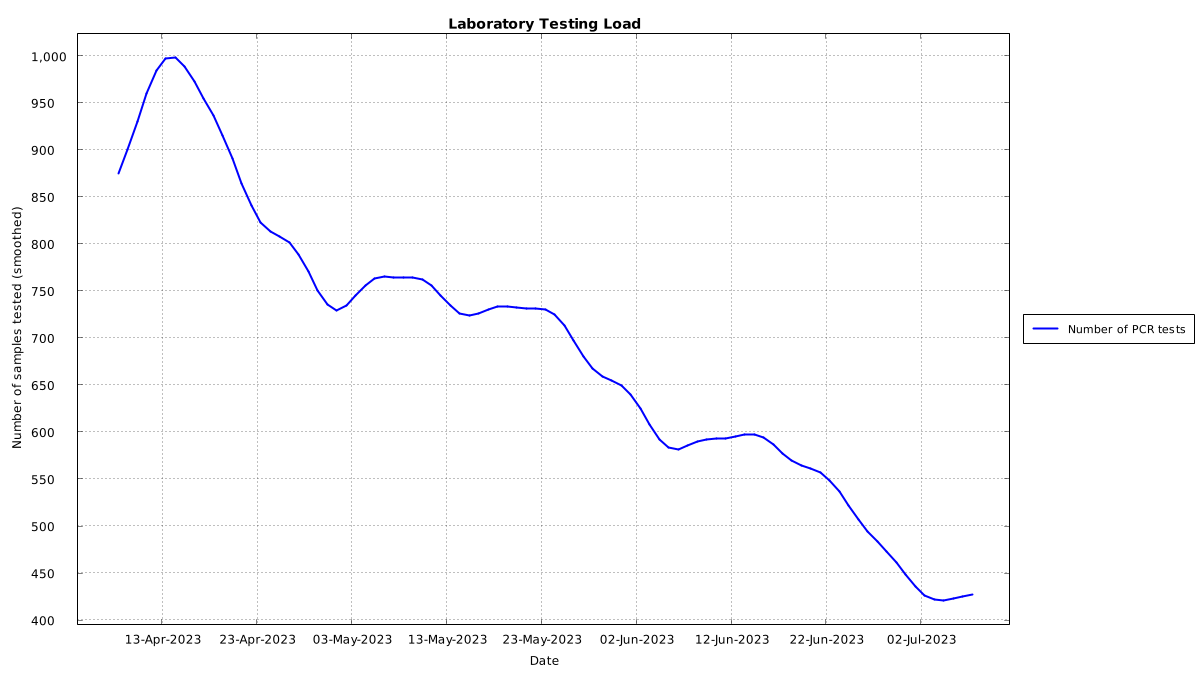 Laboratory Testing Load
Number of samples tested (smoothed)
1,000
950
900
850
800
750
700
650
600
550
500
450
400
13-Apr-2023 23-Apr-2023 03-May-2023 13-May-2023 23-May-2023 02-Jun-2023 12-Jun-2023 22-Jun-2023 02-Jul-2023
Date
Number of PCR tests